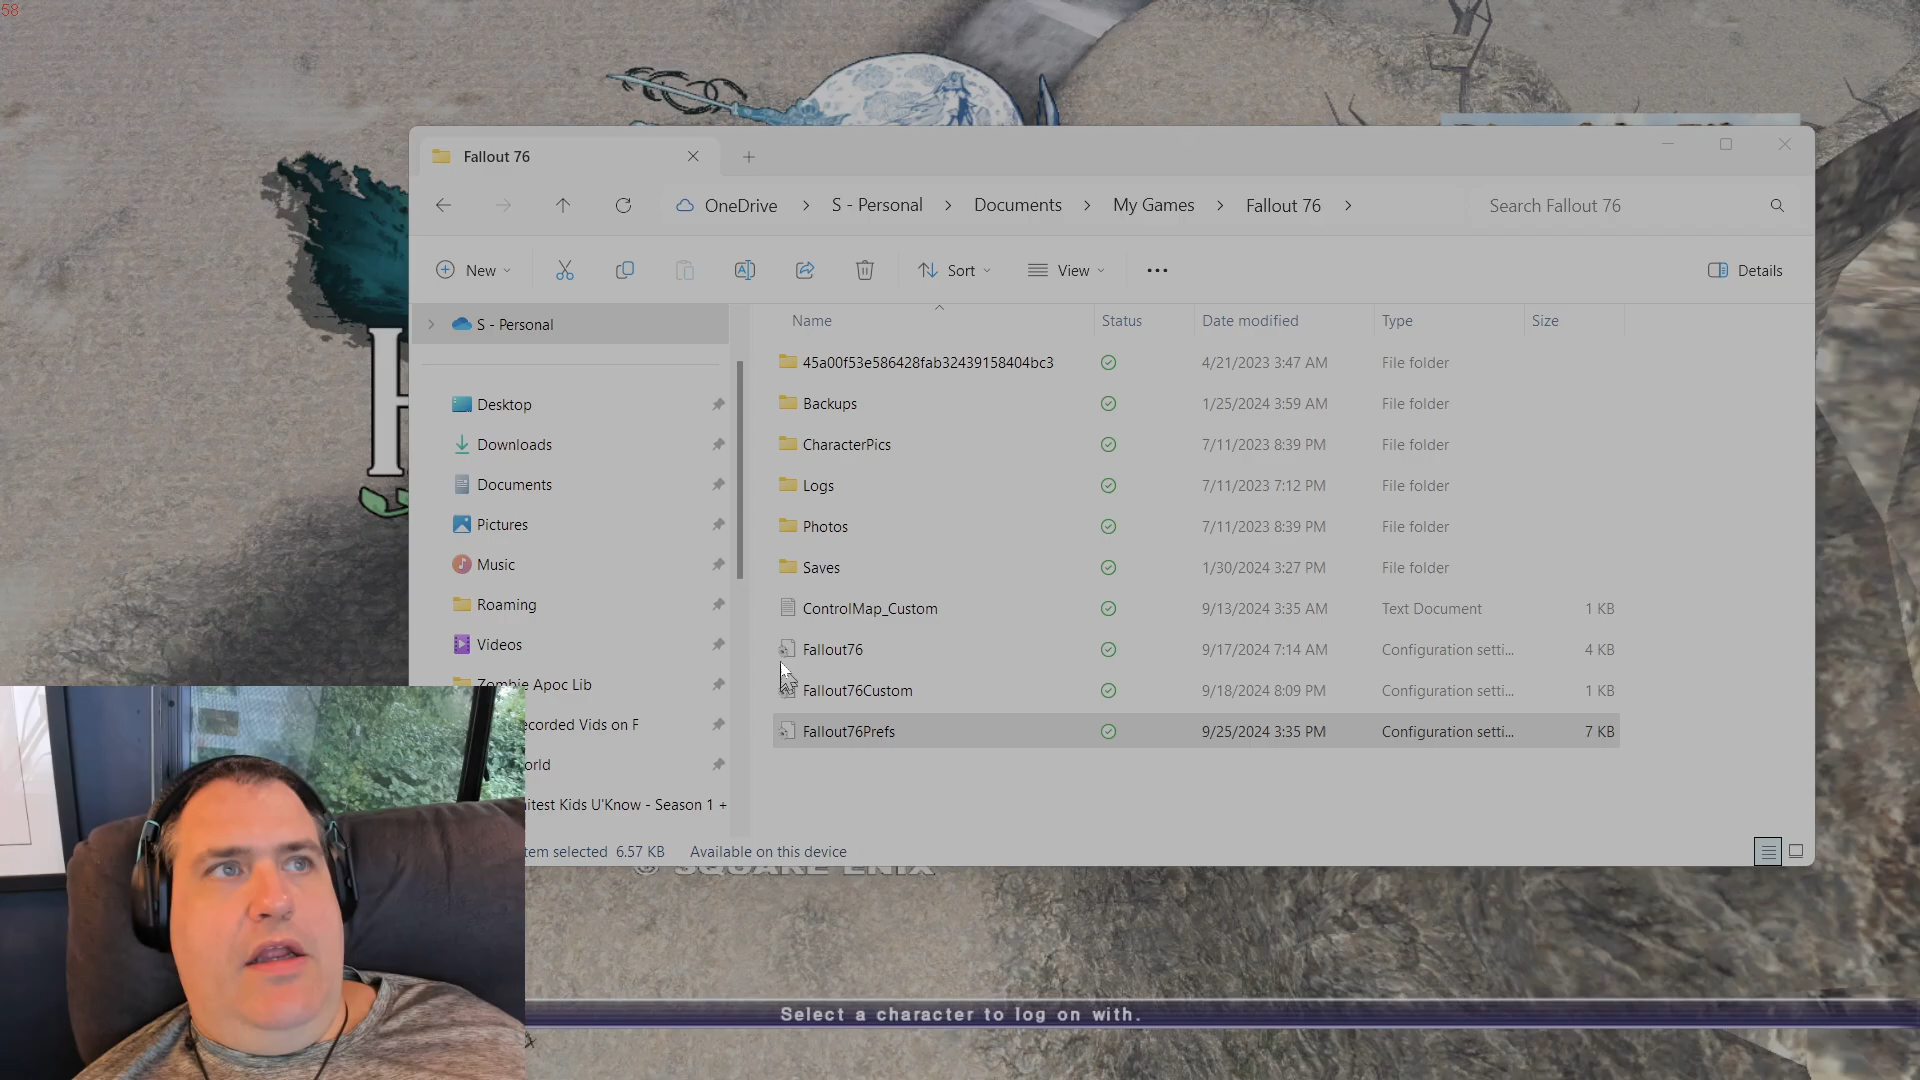 58
Fallout 76
OneDrive > S - Personal > Documents > My Games > Fallout 76 >
Search Fallout 76
New
Sort
View
Details
S - Personal
Desktop
Downloads
Documents
Pictures
Music
Roaming
Videos
Zombie Apoc Lib
ecorded Vids on F
orld
itest Kids U'Know - Season 1 +
Name Status Date modified Type Size
45a00f53e586428fab32439158404bc3 4/21/2023 3:47 AM File folder
Backups 1/25/2024 3:59 AM File folder
CharacterPics 7/11/2023 8:39 PM File folder
Logs 7/11/2023 7:12 PM File folder
Photos 7/11/2023 8:39 PM File folder
Saves 1/30/2024 3:27 PM File folder
ControlMap_Custom 9/13/2024 3:35 AM Text Document 1 KB
Fallout76 9/17/2024 7:14 AM Configuration setti... 4 KB
Fallout76Custom 9/18/2024 8:09 PM Configuration setti... 1 KB
Fallout76Prefs 9/25/2024 3:35 PM Configuration setti... 7 KB
tem selected 6.57 KB Available on this device
© SQUARE ENIX
Select a character to log on with.